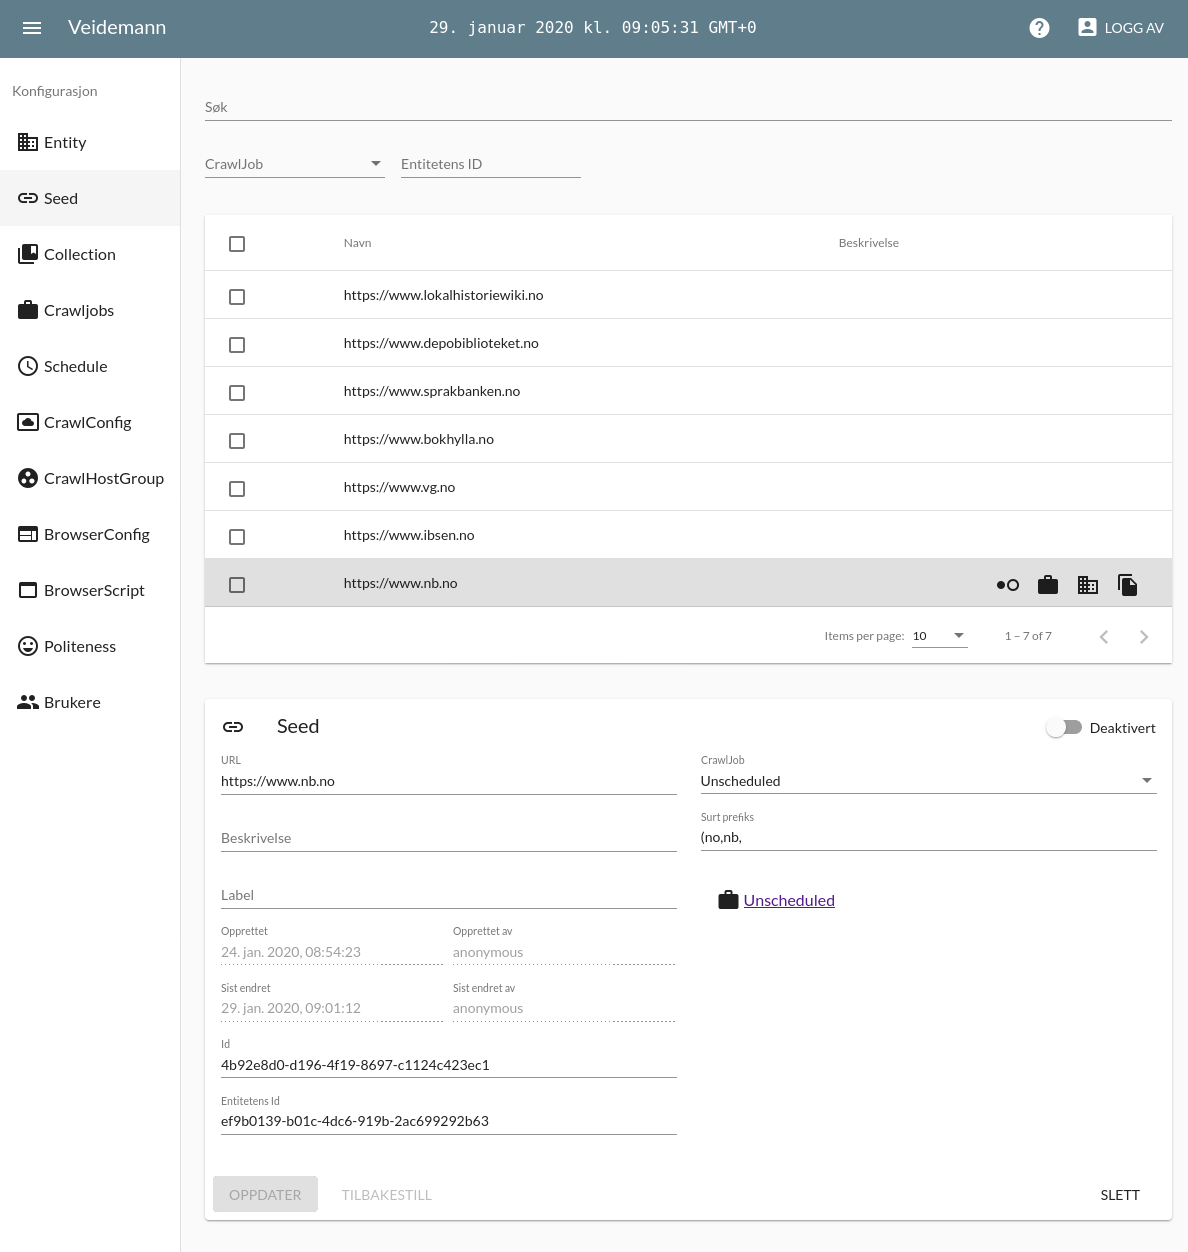 Veidemann
29. januar 2020 kl. 09:05:31 GMT+0
LOGG AV
Konfigurasjon
Entity
Seed
Collection
Crawljobs
Schedule
CrawlConfig
CrawlHostGroup
BrowserConfig
BrowserScript
Politeness
Brukere
Søk
CrawlJob
Entitetens ID
Navn Beskrivelse
https://www.lokalhistoriewiki.no
https://www.depobiblioteket.no
https://www.sprakbanken.no
https://www.bokhylla.no
https://www.vg.no
https://www.ibsen.no
https://www.nb.no
Items per page: 10 1 – 7 of 7
Seed
Deaktivert
URL
https://www.nb.no
Beskrivelse
Label
Opprettet
24. jan. 2020, 08:54:23
Opprettet av
anonymous
Sist endret
29. jan. 2020, 09:01:12
Sist endret av
anonymous
Id
4b92e8d0-d196-4f19-8697-c1124c423ec1
Entitetens Id
ef9b0139-b01c-4dc6-919b-2ac699292b63
CrawlJob
Unscheduled
Surt prefiks
(no,nb,
Unscheduled
OPPDATER
TILBAKESTILL
SLETT